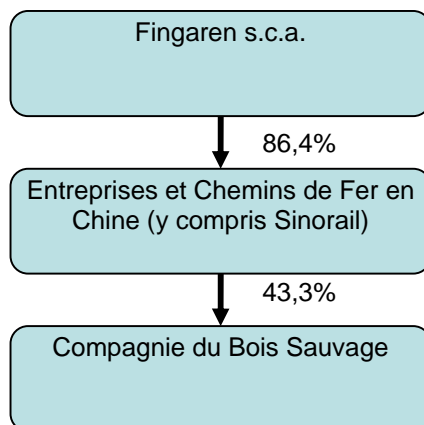 Fingaren s.c.a.
86,4%
Entreprises et Chemins de Fer en
Chine (y compris Sinorail)
43,3%
Compagnie du Bois Sauvage